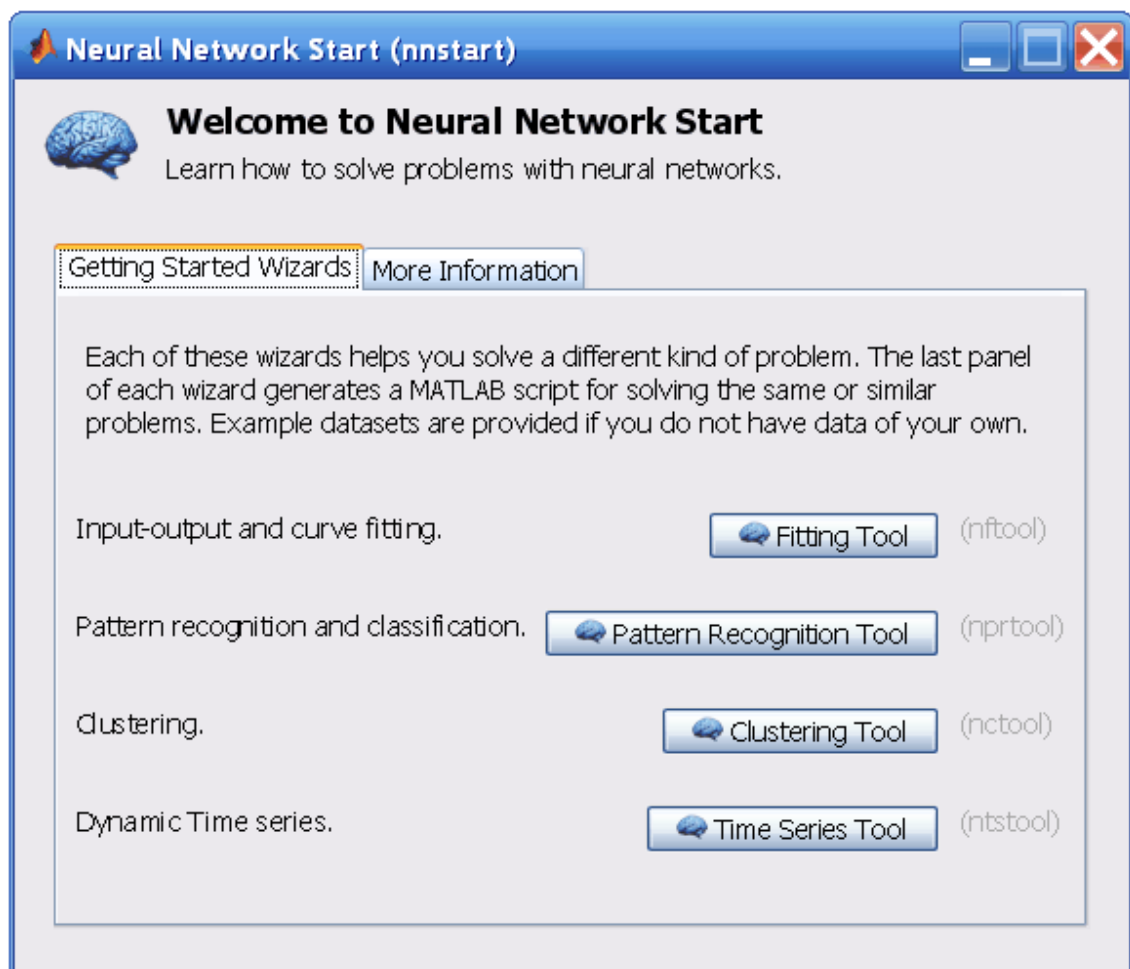 Neural Network Start (nnstart)
Welcome to Neural Network Start
Learn how to solve problems with neural networks.
Getting Started Wizards
More Information
Each of these wizards helps you solve a different kind of problem. The last panel
of each wizard generates a MATLAB script for solving the same or similar
problems. Example datasets are provided if you do not have data of your own.
Input-output and curve fitting.
Fitting Tool
(nftool)
Pattern recognition and classification.
Pattern Recognition Tool
(nprtool)
Clustering.
Clustering Tool
(nctool)
Dynamic Time series.
Time Series Tool
(ntstool)